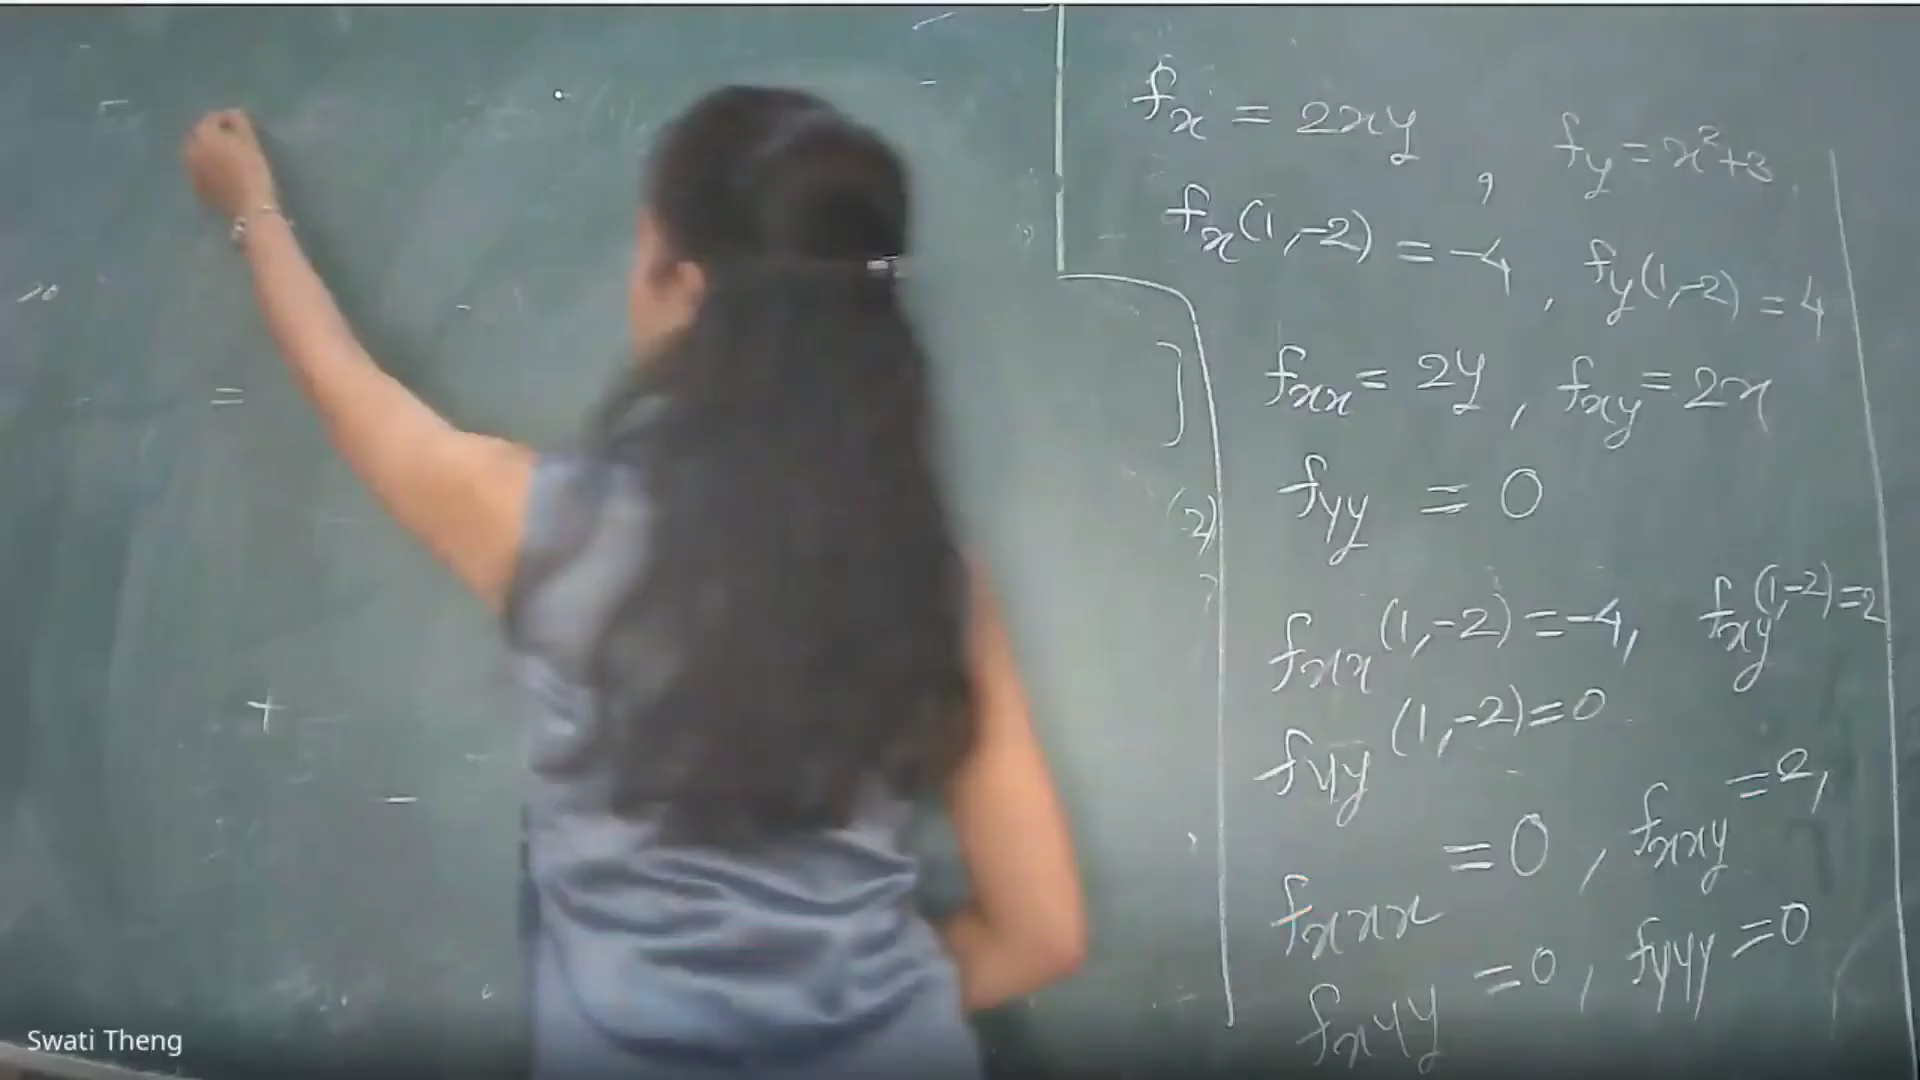 fx = 2xy , fy = x²+3
fx(1,-2) = -4 , fy(1,-2) = 4
fxx = 2y , fxy = 2x
fyy = 0
fxx(1,-2) = -4, fxy(1,-2) = 2
fyy(1,-2) = 0
fxxx = 0 , fxxy = 2,
fxyy = 0 , fyyy = 0
]
(2)
=
+
-
Swati Theng